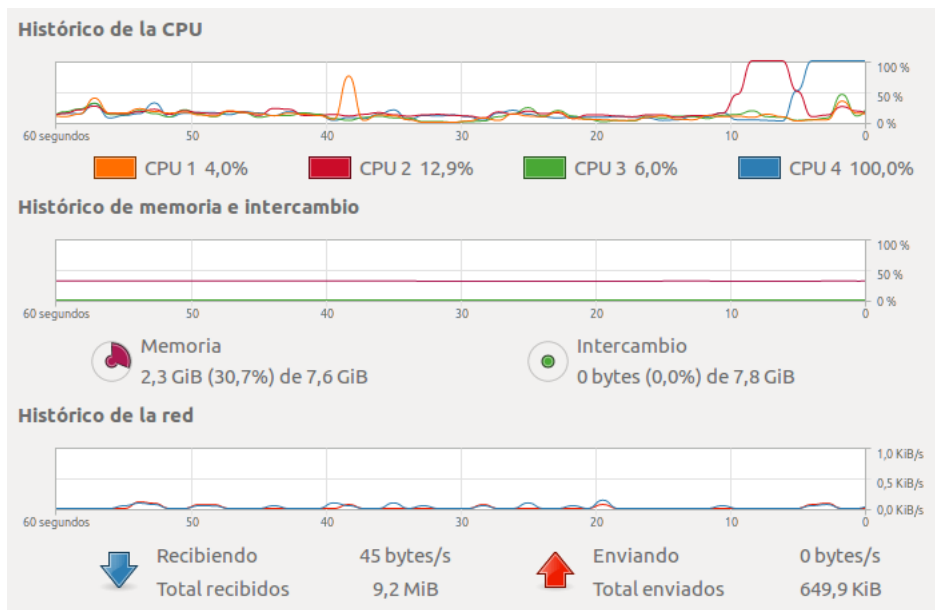 Histórico de la CPU
100 %
50 %
0 %
60 segundos 50 40 30 20 10 0
CPU 1 4,0% CPU 2 12,9% CPU 3 6,0% CPU 4 100,0%
Histórico de memoria e intercambio
100 %
50 %
0 %
60 segundos 50 40 30 20 10 0
Memoria Intercambio
2,3 GiB (30,7%) de 7,6 GiB 0 bytes (0,0%) de 7,8 GiB
Histórico de la red
1,0 KiB/s
0,5 KiB/s
0,0 KiB/s
60 segundos 50 40 30 20 10 0
Recibiendo 45 bytes/s Enviando 0 bytes/s
Total recibidos 9,2 MiB Total enviados 649,9 KiB